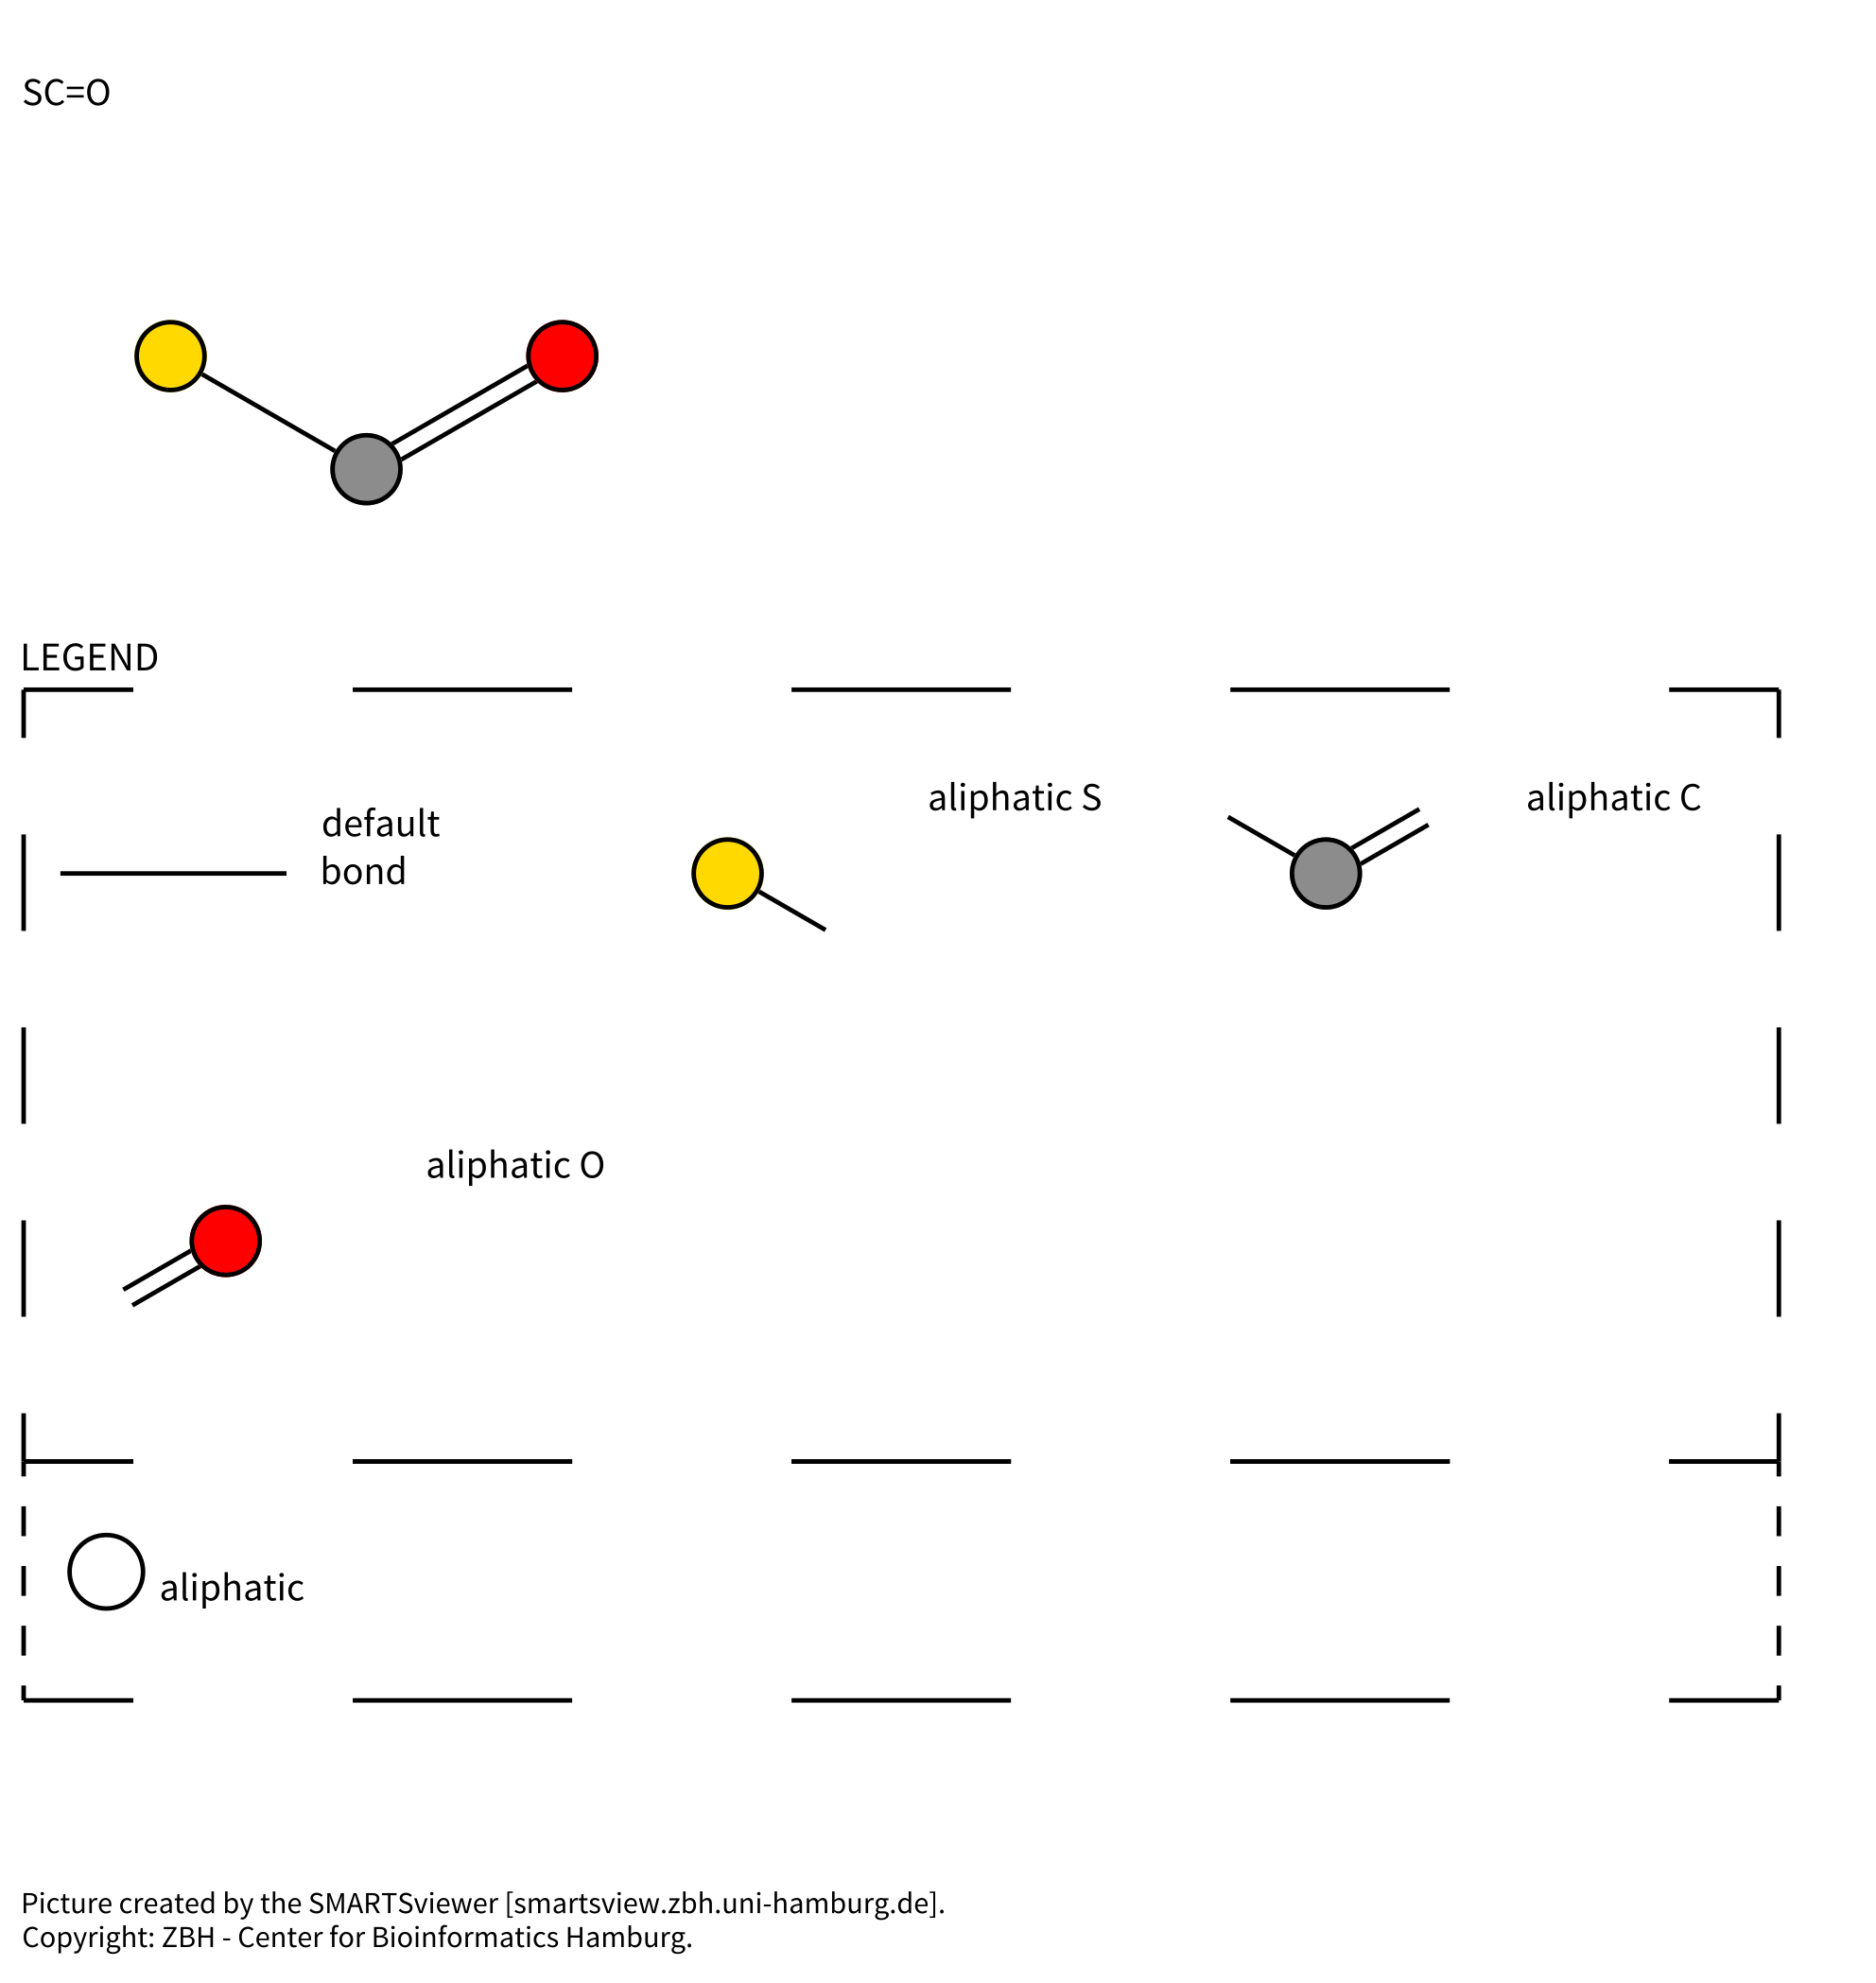 SC=O
LEGEND
default
bond
aliphatic S
aliphatic C
aliphatic O
aliphatic
Picture created by the SMARTSviewer [smartsview.zbh.uni-hamburg.de].
Copyright: ZBH - Center for Bioinformatics Hamburg.